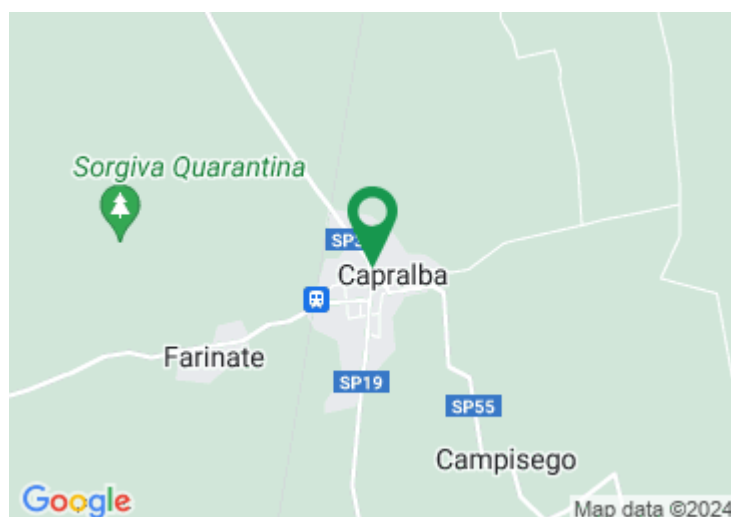 Sorgiva Quarantina
Capralba
Farinate
SP19
SP55
Campisego
Google
Map data ©2024